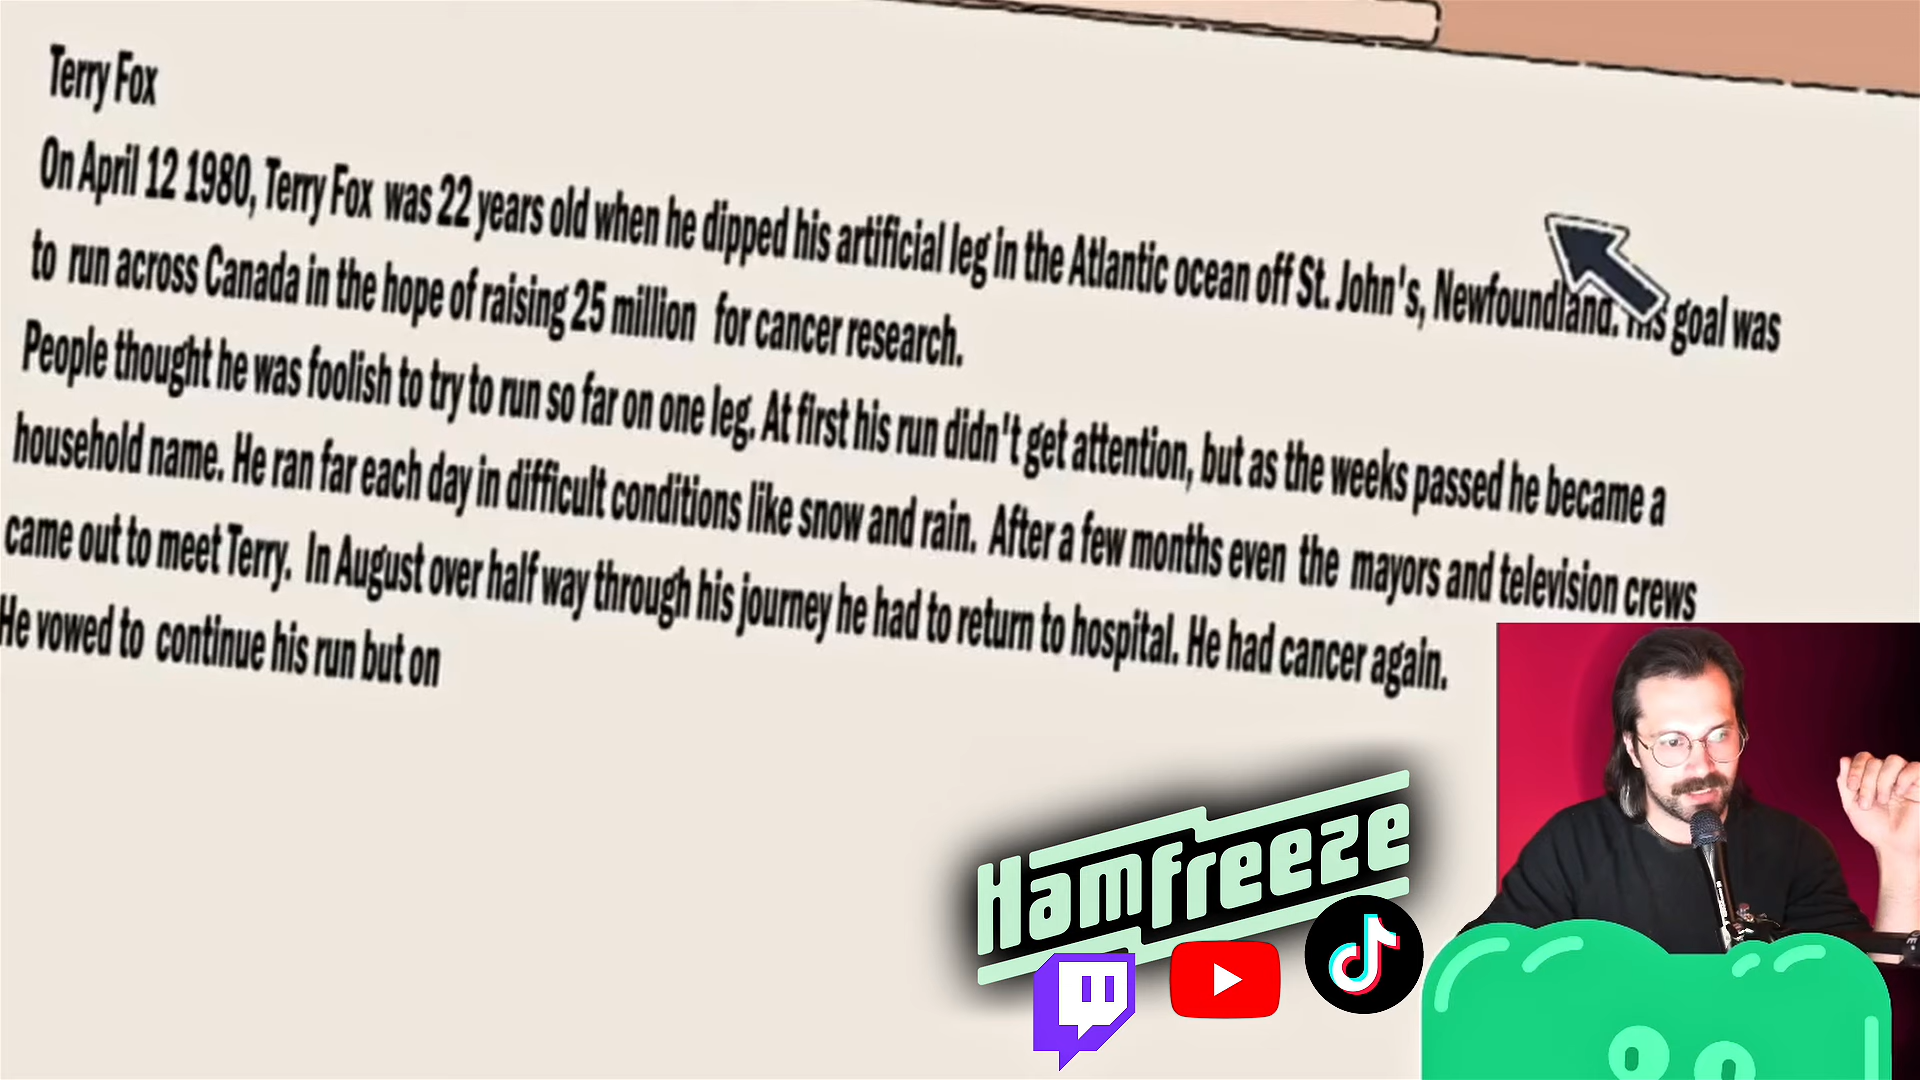 Terry Fox
On April 12 1980, Terry Fox was 22 years old when he dipped his artificial leg in the Atlantic ocean off St. John's, Newfoundland. His goal was
to run across Canada in the hope of raising 25 million for cancer research.
People thought he was foolish to try to run so far on one leg. At first his run didn't get attention, but as the weeks passed he became a
household name. He ran far each day in difficult conditions like snow and rain. After a few months even the mayors and television crews
came out to meet Terry. In August over half way through his journey he had to return to hospital. He had cancer again.
He vowed to continue his run but on
Hamfreeze